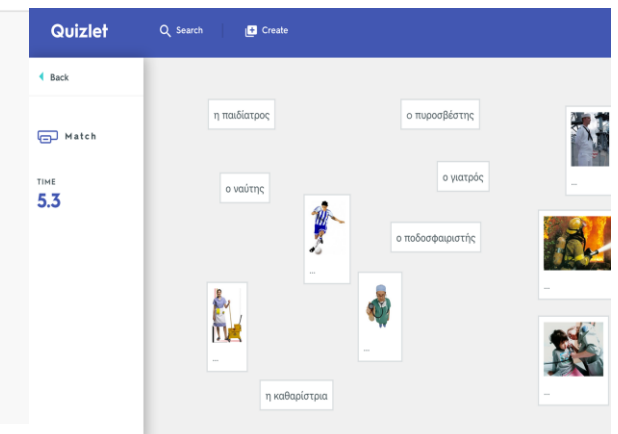 Quizlet
Search
Create
Back
Match
TIME
5.3
η παιδίατρος
ο πυροσβέστης
ο ναύτης
ο γιατρός
...
ο ποδοσφαιριστής
...
...
...
...
...
η καθαρίστρια